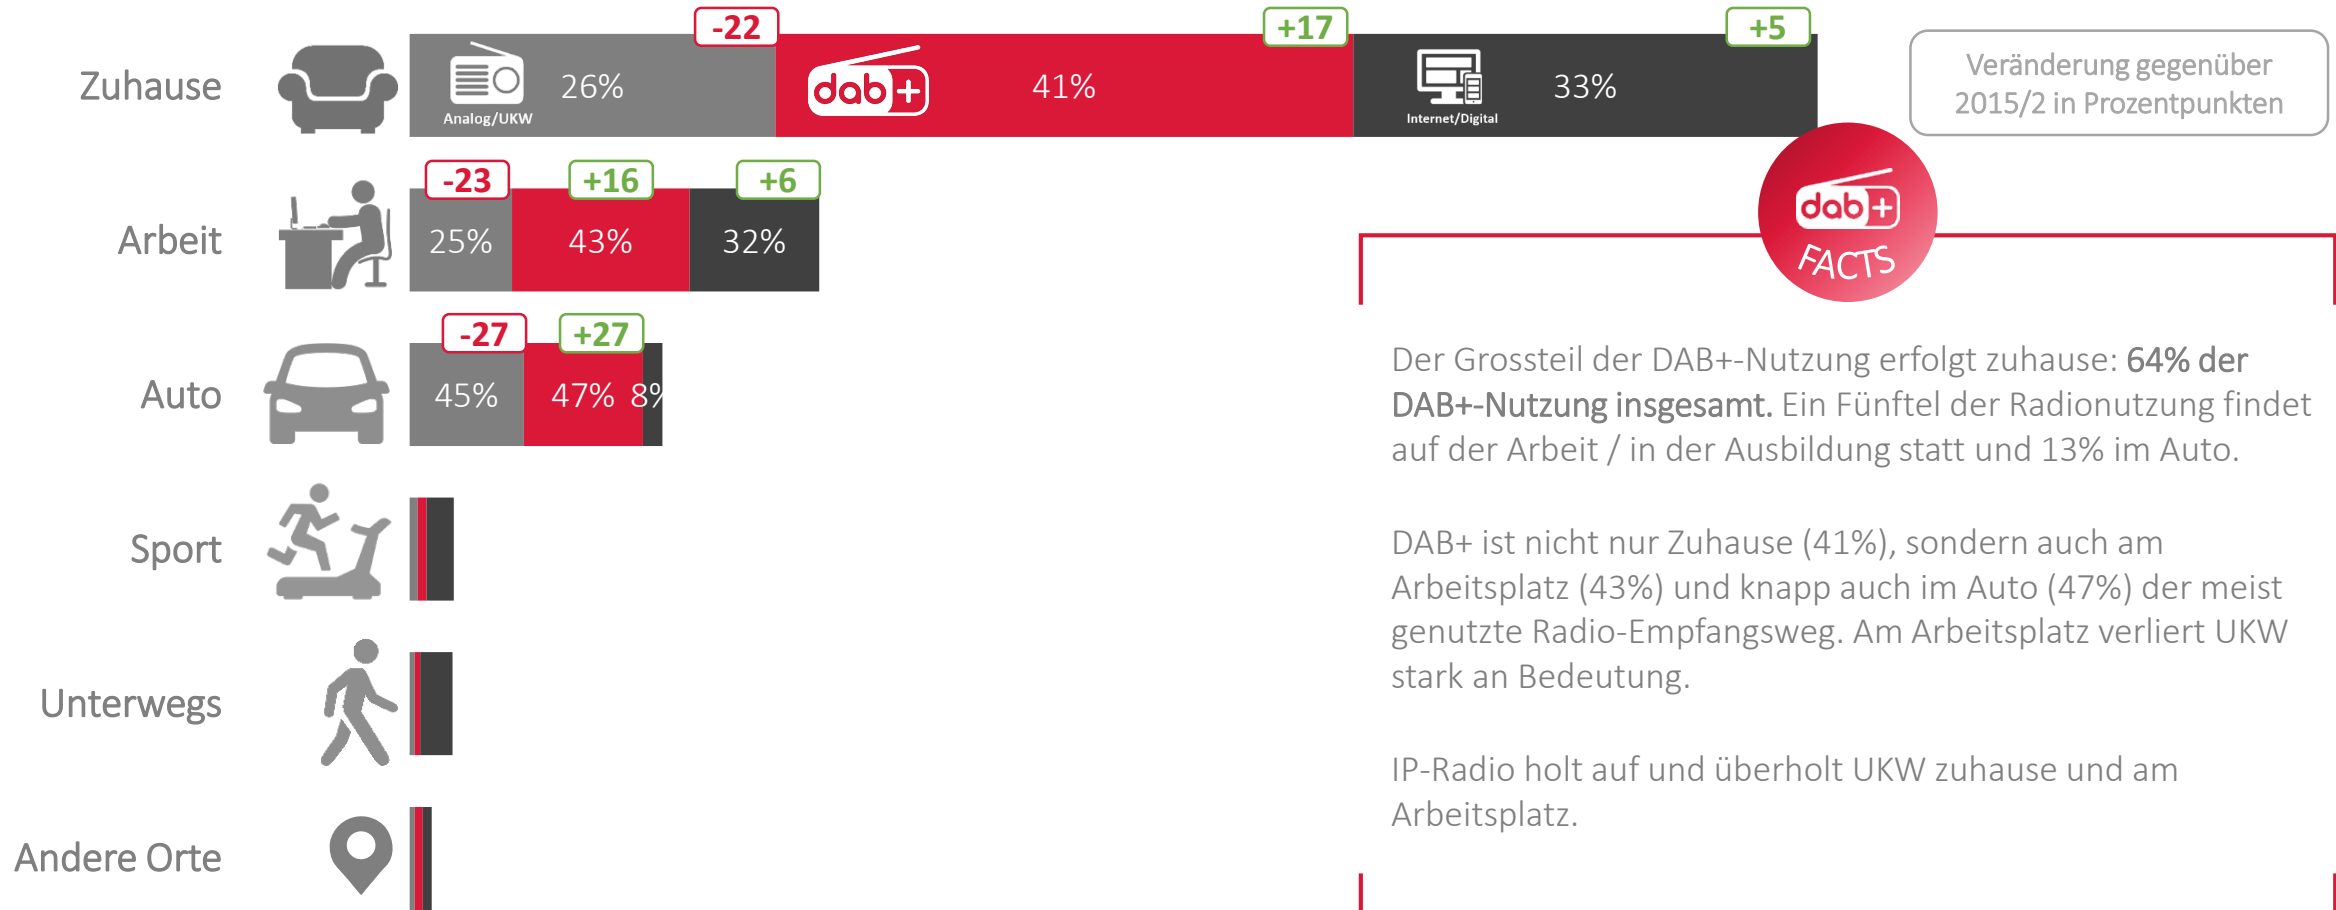 -22
+17
+5
Zuhause
26%
dab+
41%
33%
Analog/UKW
Internet/Digital
Veränderung gegenüber
2015/2 in Prozentpunkten
-23
+16
+6
Arbeit
25%
43%
32%
dab+
FACTS
-27
+27
Auto
45%
47%
8%
Sport
Unterwegs
Andere Orte
Der Grossteil der DAB+-Nutzung erfolgt zuhause: 64% der
DAB+-Nutzung insgesamt. Ein Fünftel der Radionutzung findet
auf der Arbeit / in der Ausbildung statt und 13% im Auto.
DAB+ ist nicht nur Zuhause (41%), sondern auch am
Arbeitsplatz (43%) und knapp auch im Auto (47%) der meist
genutzte Radio-Empfangsweg. Am Arbeitsplatz verliert UKW
stark an Bedeutung.
IP-Radio holt auf und überholt UKW zuhause und am
Arbeitsplatz.